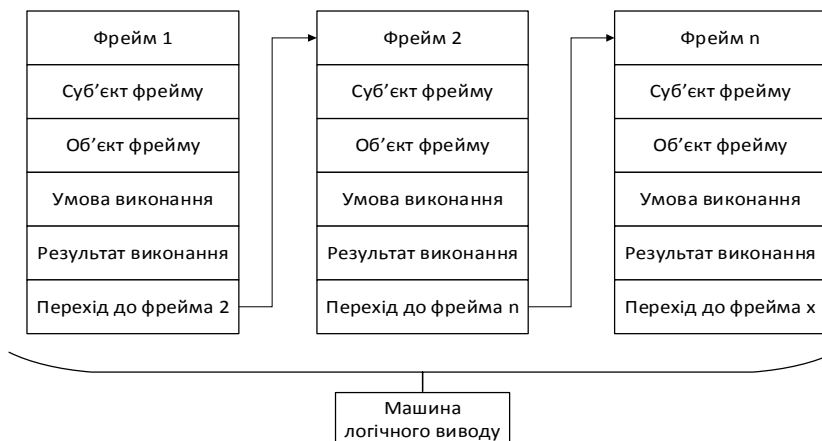 Фрейм 1
Суб’єкт фрейму
Об’єкт фрейму
Умова виконання
Результат виконання
Перехід до фрейма 2
Фрейм 2
Суб’єкт фрейму
Об’єкт фрейму
Умова виконання
Результат виконання
Перехід до фрейма n
Фрейм n
Суб’єкт фрейму
Об’єкт фрейму
Умова виконання
Результат виконання
Перехід до фрейма x
Машина
логічного виводу